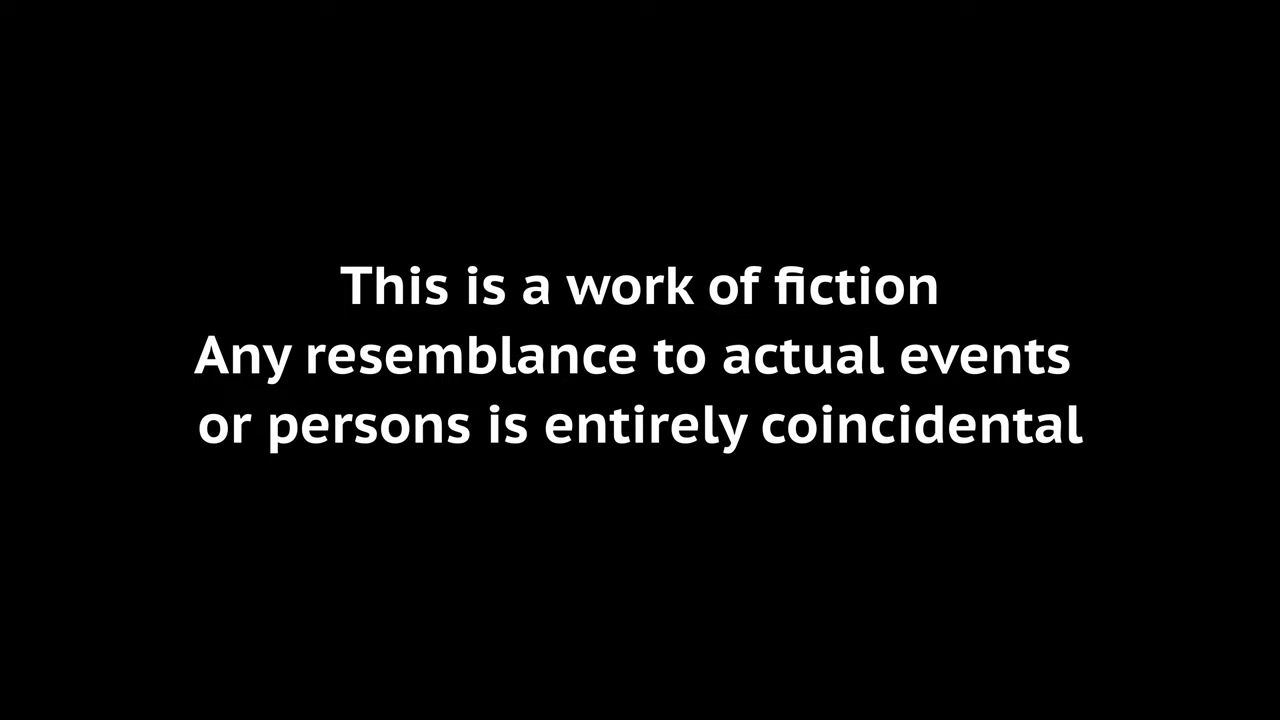 This is a work of fiction
Any resemblance to actual events
or persons is entirely coincidental